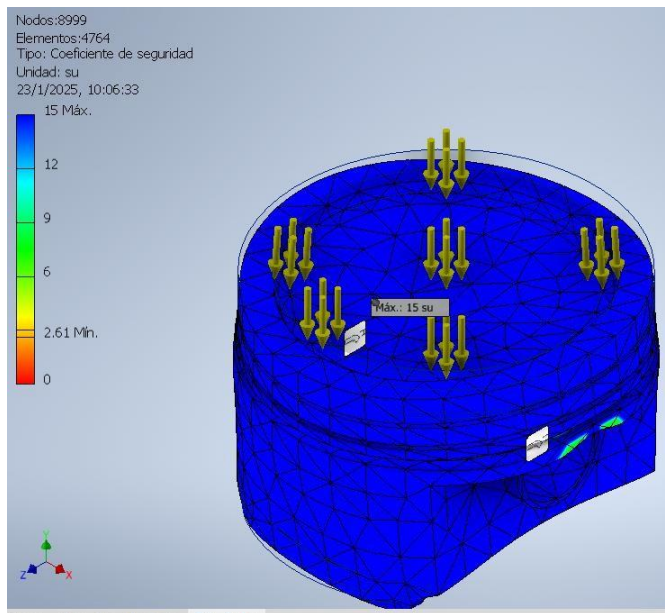 Nodos:8999
Elementos:4764
Tipo: Coeficiente de seguridad
Unidad: su
23/1/2025, 10:06:33
15 Máx.
12
9
6
2.61 Mín.
0
Máx.: 15 su
Y
Z
X